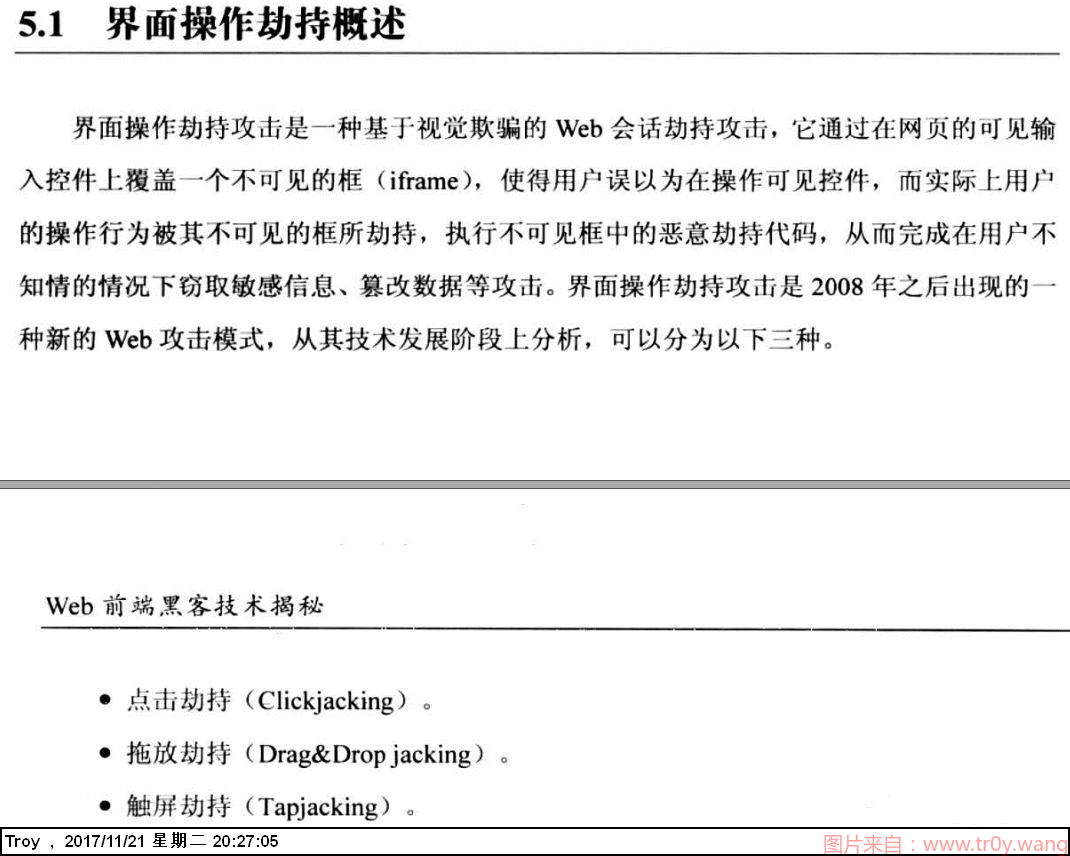 5.1 界面操作劫持概述
界面操作劫持攻击是一种基于视觉欺骗的 Web 会话劫持攻击，它通过在网页的可见输
入控件上覆盖一个不可见的框（iframe），使得用户误以为在操作可见控件，而实际上用户
的操作行为被其不可见的框所劫持，执行不可见框中的恶意劫持代码，从而完成在用户不
知情的情况下窃取敏感信息、篡改数据等攻击。界面操作劫持攻击是 2008 年之后出现的一
种新的 Web 攻击模式，从其技术发展阶段上分析，可以分为以下三种。
Web 前端黑客技术揭秘
● 点击劫持（Clickjacking）。
● 拖放劫持（Drag&Drop jacking）。
● 触屏劫持（Tapjacking）。
Troy , 2017/11/21 星期二 20:27:05
图片来自：www.tr0y.wang